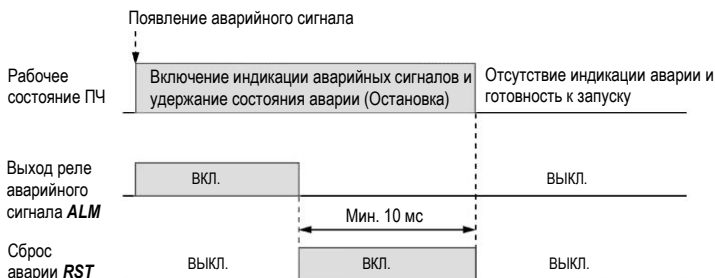 Появление аварийного сигнала
Рабочее
состояние ПЧ
Включение индикации аварийных сигналов и
удержание состояния аварии (Остановка)
Отсутствие индикации аварии и
готовность к запуску
Выход реле
аварийного
сигнала ALM
ВКЛ.
ВЫКЛ.
Мин. 10 мс
Сброс
аварии RST
ВЫКЛ.
ВКЛ.
ВЫКЛ.